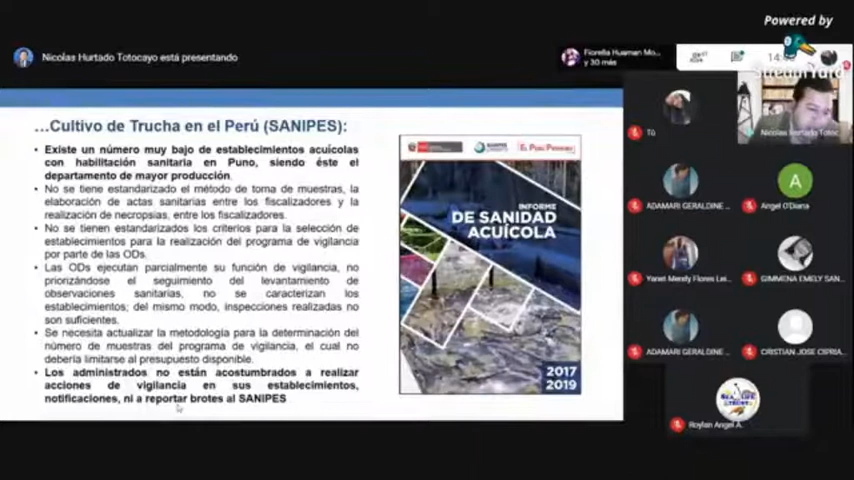 Powered by
StreamYard
Nicolás Hurtado Totocayo está presentando
Fiorella Huaman Mo...
y 30 más
…Cultivo de Trucha en el Perú (SANIPES):
Existe un número muy bajo de establecimientos acuícolas
con habilitación sanitaria en Puno, siendo éste el
departamento de mayor producción.
No se tiene estandarizado el método de toma de muestras, la
elaboración de actas sanitarias entre los fiscalizadores y la
realización de necropsias, entre los fiscalizadores.
No se tienen estandarizados los criterios para la selección de
establecimientos para la realización del programa de vigilancia
por parte de las ODs.
Las ODs ejecutan parcialmente su función de vigilancia, no
priorizándose el seguimiento del levantamiento de
observaciones sanitarias, no se caracterizan los
establecimientos; del mismo modo, inspecciones realizadas no
son suficientes.
Se necesita actualizar la metodología para la determinación del
número de muestras del programa de vigilancia, el cual no
debería limitarse al presupuesto disponible.
Los administrados no están acostumbrados a realizar
acciones de vigilancia en sus establecimientos,
notificaciones, ni a reportar brotes al SANIPES
El Perú Primero
INFORME
DE SANIDAD
ACUÍCOLA
2017
2019
Tú
Nicolas Hurtado Totoc...
ADAMARI GERALDINE ...
A
Angel O'Diana
Yanet Merely Flores Lei...
GIMMENA EMELY SAN...
ADAMARI GERALDINE ...
CRISTIAN JOSE CIPRIA...
Roylan Angel A.